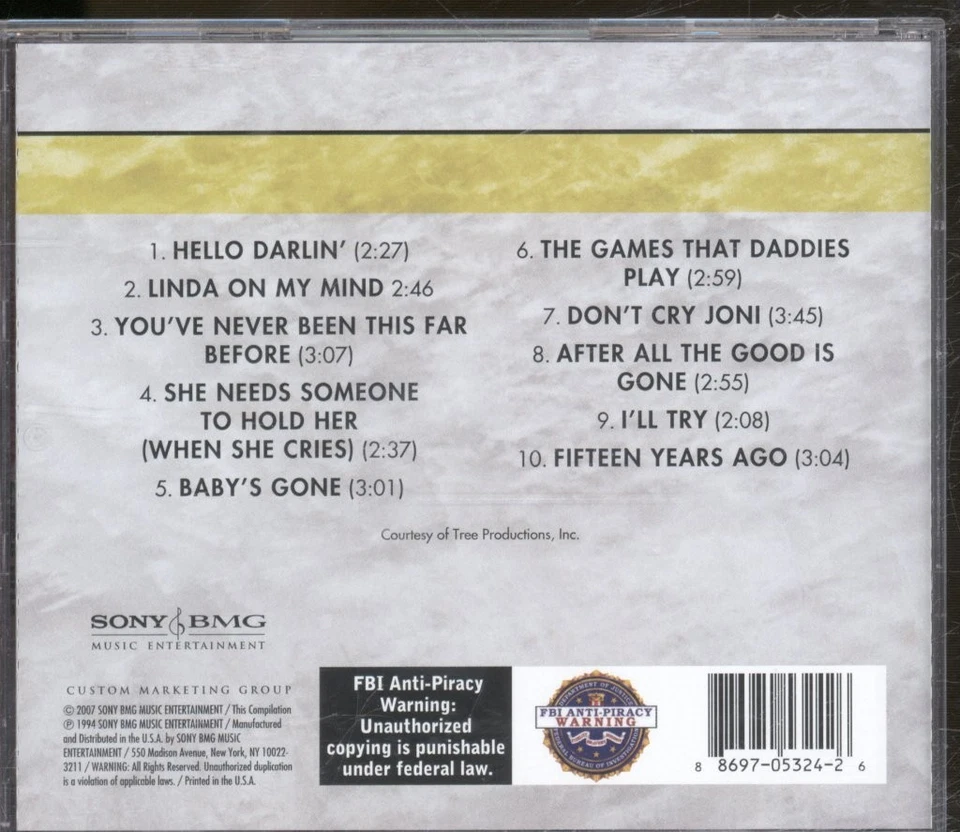 1. HELLO DARLIN' (2:27)
2. LINDA ON MY MIND 2:46
3. YOU'VE NEVER BEEN THIS FAR
BEFORE (3:07)
4. SHE NEEDS SOMEONE
TO HOLD HER
(WHEN SHE CRIES) (2:37)
5. BABY'S GONE (3:01)
6. THE GAMES THAT DADDIES
PLAY (2:59)
7. DON'T CRY JONI (3:45)
8. AFTER ALL THE GOOD IS
GONE (2:55)
9. I'LL TRY (2:08)
10. FIFTEEN YEARS AGO (3:04)
Courtesy of Tree Productions, Inc.
SONY BMG
MUSIC ENTERTAINMENT
CUSTOM MARKETING GROUP
© 2007 SONY BMG MUSIC ENTERTAINMENT / This Compilation
℗ 1994 SONY BMG MUSIC ENTERTAINMENT / Manufactured
and Distributed in the U.S.A. by SONY BMG MUSIC
ENTERTAINMENT / 550 Madison Avenue, New York, NY 10022-
3211 / WARNING: All Rights Reserved. Unauthorized duplication
is a violation of applicable laws. / Printed in the U.S.A.
FBI Anti-Piracy
Warning:
Unauthorized
copying is punishable
under federal law.
DEPARTMENT OF JUSTICE
FBI ANTI-PIRACY
WARNING
FEDERAL BUREAU OF INVESTIGATION
8 8697-05324-2 6